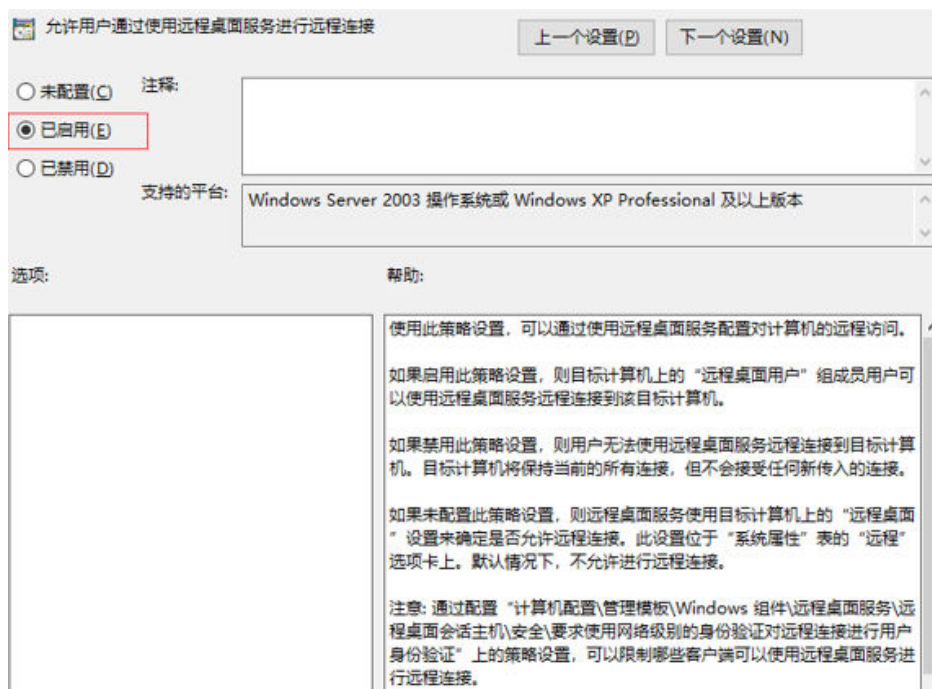 允许用户通过使用远程桌面服务进行远程连接
上一个设置(P)
下一个设置(N)
未配置(C)
注释:
已启用(E)
已禁用(D)
支持的平台:
Windows Server 2003 操作系统或 Windows XP Professional 及以上版本
选项:
帮助:
使用此策略设置，可以通过使用远程桌面服务配置对计算机的远程访问。
如果启用此策略设置，则目标计算机上的“远程桌面用户”组成员用户可
以使用远程桌面服务远程连接到该目标计算机。
如果禁用此策略设置，则用户无法使用远程桌面服务远程连接到目标计算
机。目标计算机将保持当前的所有连接，但不会接受任何新传入的连接。
如果未配置此策略设置，则远程桌面服务使用目标计算机上的“远程桌面
”设置来确定是否允许远程连接。此设置位于“系统属性”表的“远程”
选项卡上。默认情况下，不允许进行远程连接。
注意: 通过配置“计算机配置\管理模板\Windows 组件\远程桌面服务\远
程桌面会话主机\安全\要求使用网络级别的身份验证对远程连接进行用户
身份验证”上的策略设置，可以限制哪些客户端可以使用远程桌面服务进
行远程连接。